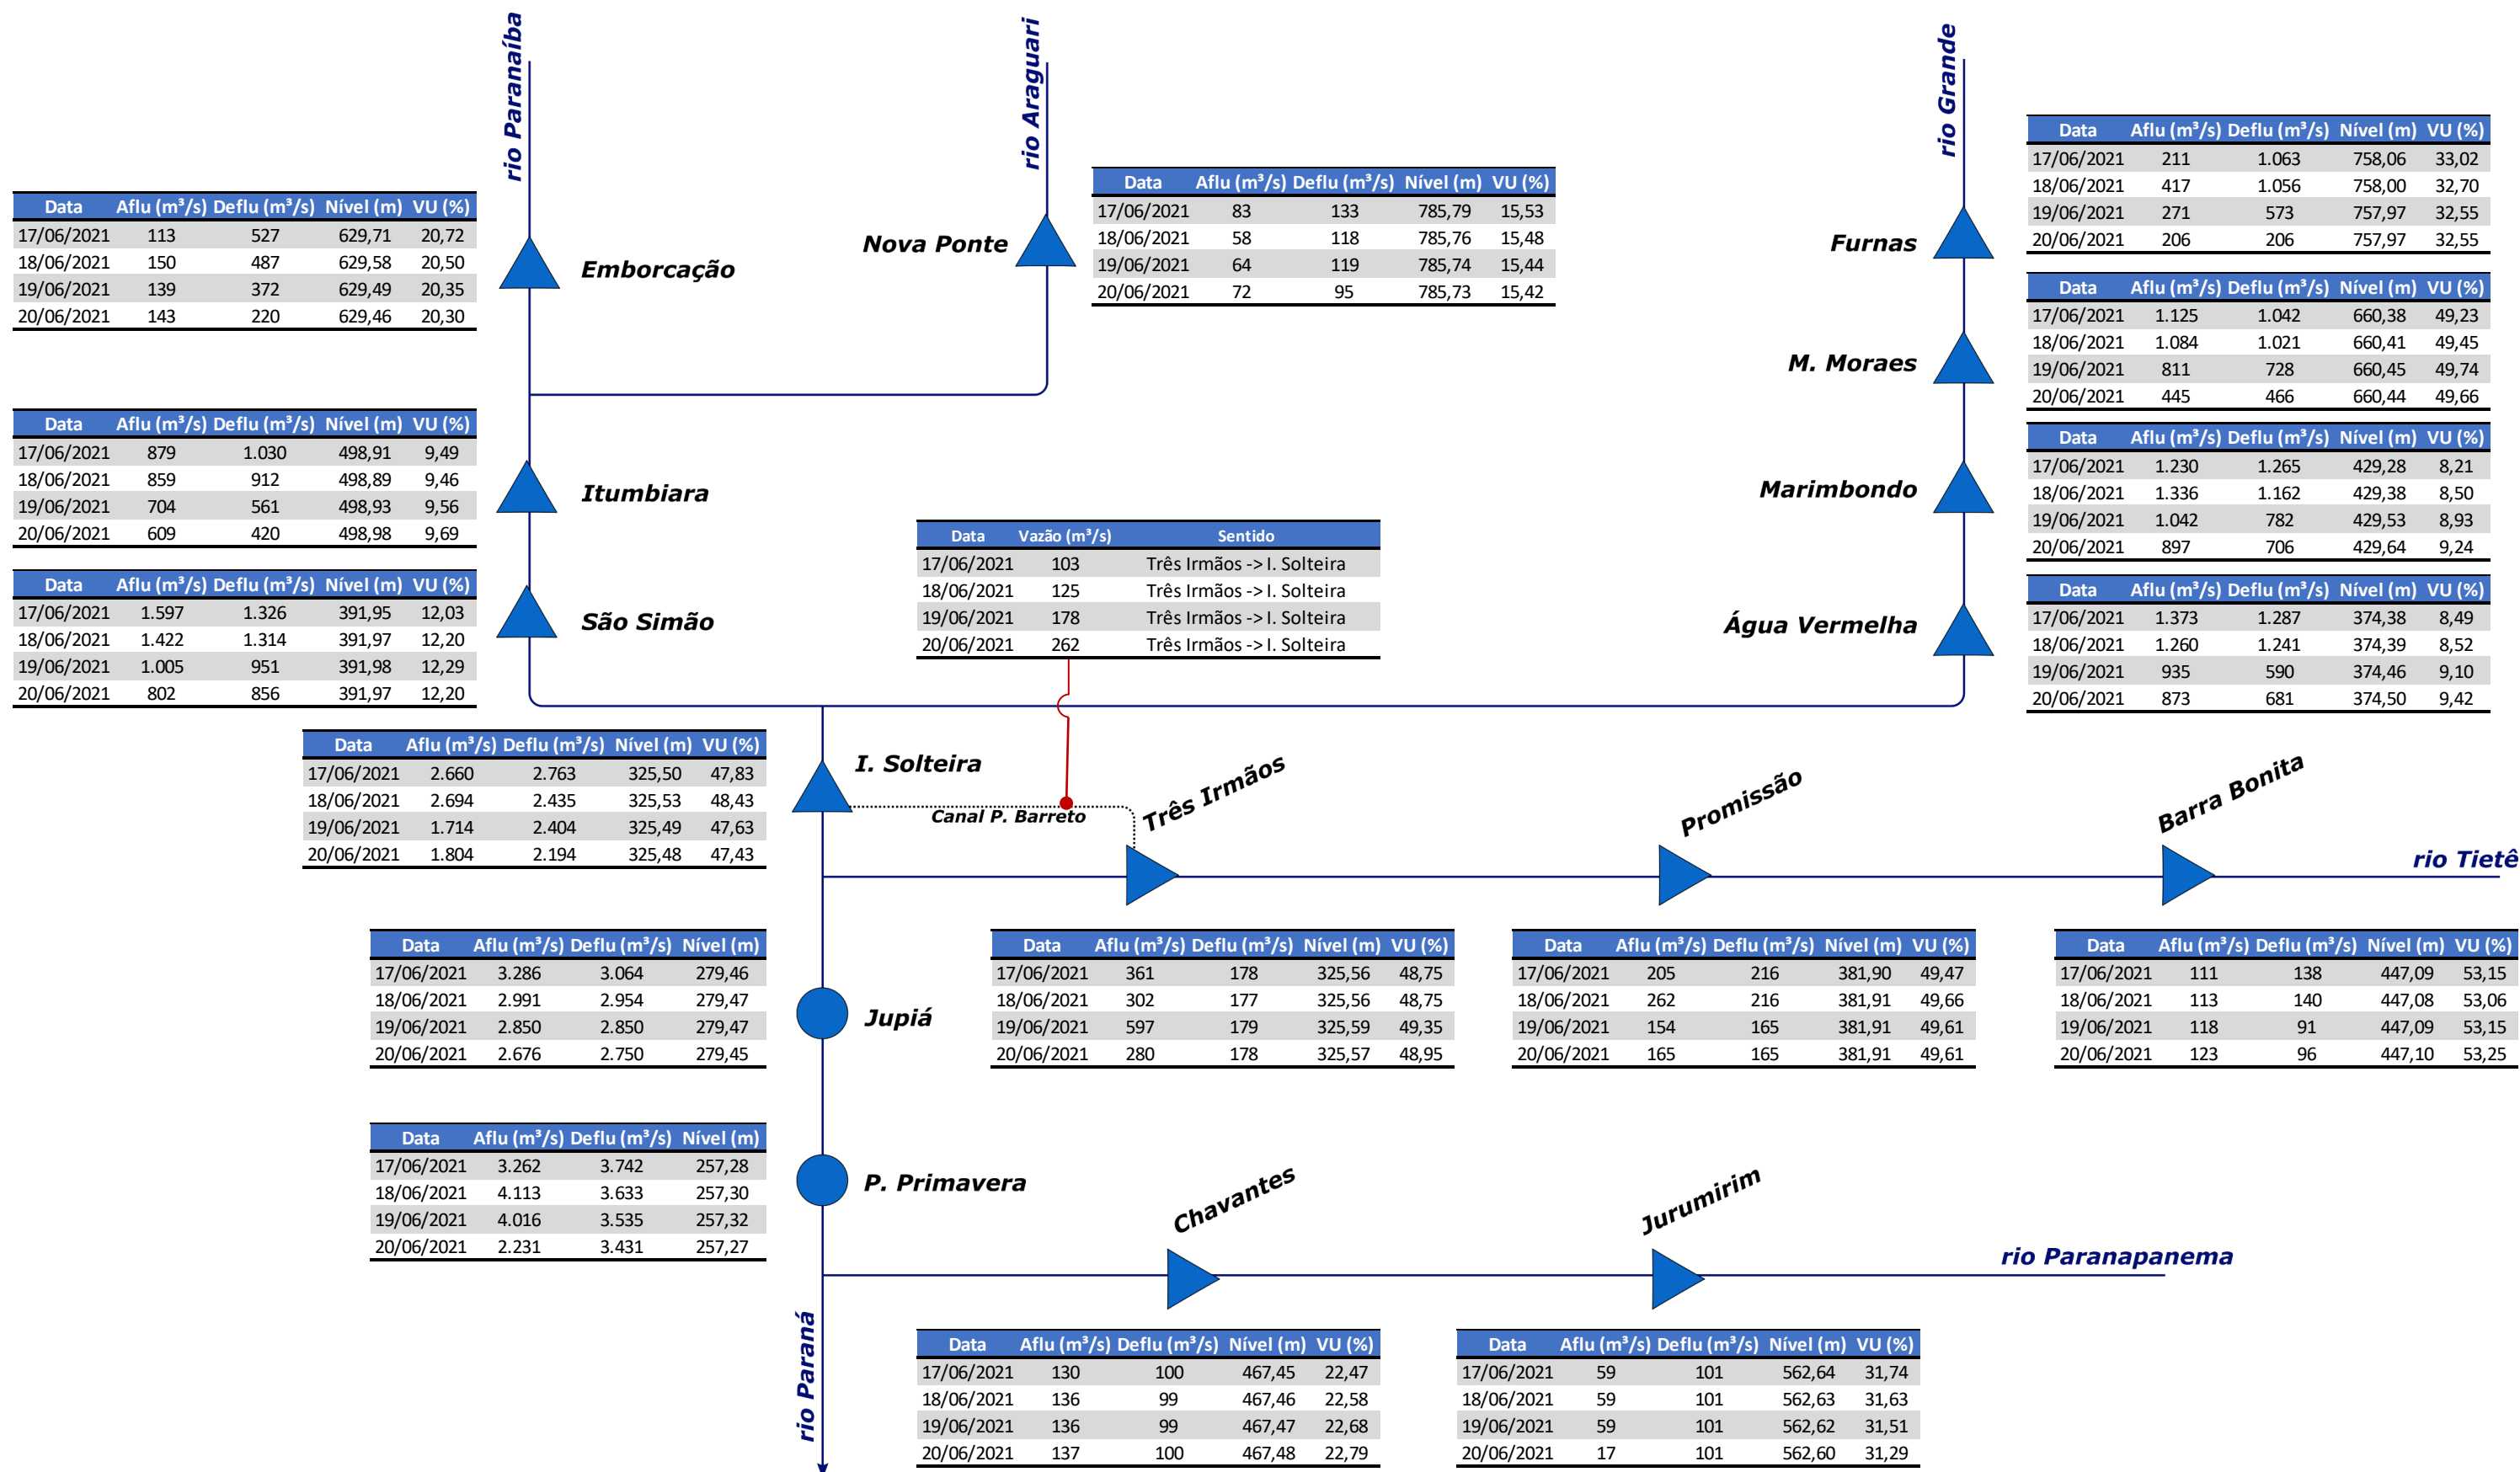 rio Paranaíba
rio Araguari
rio Grande
Data Aflu (m³/s) Deflu (m³/s) Nível (m) VU (%)
17/06/2021 211 1.063 758,06 33,02
18/06/2021 417 1.056 758,00 32,70
19/06/2021 271 573 757,97 32,55
20/06/2021 206 206 757,97 32,55
Furnas
Data Aflu (m³/s) Deflu (m³/s) Nível (m) VU (%)
17/06/2021 83 133 785,79 15,53
18/06/2021 58 118 785,76 15,48
19/06/2021 64 119 785,74 15,44
20/06/2021 72 95 785,73 15,42
Nova Ponte
Data Aflu (m³/s) Deflu (m³/s) Nível (m) VU (%)
17/06/2021 113 527 629,71 20,72
18/06/2021 150 487 629,58 20,50
19/06/2021 139 372 629,49 20,35
20/06/2021 143 220 629,46 20,30
Emborcação
Data Aflu (m³/s) Deflu (m³/s) Nível (m) VU (%)
17/06/2021 1.125 1.042 660,38 49,23
18/06/2021 1.084 1.021 660,41 49,45
19/06/2021 811 728 660,45 49,74
20/06/2021 445 466 660,44 49,66
M. Moraes
Data Aflu (m³/s) Deflu (m³/s) Nível (m) VU (%)
17/06/2021 879 1.030 498,91 9,49
18/06/2021 859 912 498,89 9,46
19/06/2021 704 561 498,93 9,56
20/06/2021 609 420 498,98 9,69
Itumbiara
Data Aflu (m³/s) Deflu (m³/s) Nível (m) VU (%)
17/06/2021 1.230 1.265 429,28 8,21
18/06/2021 1.336 1.162 429,38 8,50
19/06/2021 1.042 782 429,53 8,93
20/06/2021 897 706 429,64 9,24
Marimbondo
Data Vazão (m³/s) Sentido
17/06/2021 103 Três Irmãos -> I. Solteira
18/06/2021 125 Três Irmãos -> I. Solteira
19/06/2021 178 Três Irmãos -> I. Solteira
20/06/2021 262 Três Irmãos -> I. Solteira
Data Aflu (m³/s) Deflu (m³/s) Nível (m) VU (%)
17/06/2021 1.597 1.326 391,95 12,03
18/06/2021 1.422 1.314 391,97 12,20
19/06/2021 1.005 951 391,98 12,29
20/06/2021 802 856 391,97 12,20
São Simão
Data Aflu (m³/s) Deflu (m³/s) Nível (m) VU (%)
17/06/2021 1.373 1.287 374,38 8,49
18/06/2021 1.260 1.241 374,39 8,52
19/06/2021 935 590 374,46 9,10
20/06/2021 873 681 374,50 9,42
Água Vermelha
Data Aflu (m³/s) Deflu (m³/s) Nível (m) VU (%)
17/06/2021 2.660 2.763 325,50 47,83
18/06/2021 2.694 2.435 325,53 48,43
19/06/2021 1.714 2.404 325,49 47,63
20/06/2021 1.804 2.194 325,48 47,43
I. Solteira
Canal P. Barreto
Três Irmãos
Promissão
Barra Bonita
rio Tietê
Data Aflu (m³/s) Deflu (m³/s) Nível (m)
17/06/2021 3.286 3.064 279,46
18/06/2021 2.991 2.954 279,47
19/06/2021 2.850 2.850 279,47
20/06/2021 2.676 2.750 279,45
Jupiá
Data Aflu (m³/s) Deflu (m³/s) Nível (m) VU (%)
17/06/2021 361 178 325,56 48,75
18/06/2021 302 177 325,56 48,75
19/06/2021 597 179 325,59 49,35
20/06/2021 280 178 325,57 48,95
Data Aflu (m³/s) Deflu (m³/s) Nível (m) VU (%)
17/06/2021 205 216 381,90 49,47
18/06/2021 262 216 381,91 49,66
19/06/2021 154 165 381,91 49,61
20/06/2021 165 165 381,91 49,61
Data Aflu (m³/s) Deflu (m³/s) Nível (m) VU (%)
17/06/2021 111 138 447,09 53,15
18/06/2021 113 140 447,08 53,06
19/06/2021 118 91 447,09 53,15
20/06/2021 123 96 447,10 53,25
Data Aflu (m³/s) Deflu (m³/s) Nível (m)
17/06/2021 3.262 3.742 257,28
18/06/2021 4.113 3.633 257,30
19/06/2021 4.016 3.535 257,32
20/06/2021 2.231 3.431 257,27
P. Primavera
Chavantes
Jurumirim
rio Paranapanema
rio Paraná
Data Aflu (m³/s) Deflu (m³/s) Nível (m) VU (%)
17/06/2021 130 100 467,45 22,47
18/06/2021 136 99 467,46 22,58
19/06/2021 136 99 467,47 22,68
20/06/2021 137 100 467,48 22,79
Data Aflu (m³/s) Deflu (m³/s) Nível (m) VU (%)
17/06/2021 59 101 562,64 31,74
18/06/2021 59 101 562,63 31,63
19/06/2021 59 101 562,62 31,51
20/06/2021 17 101 562,60 31,29